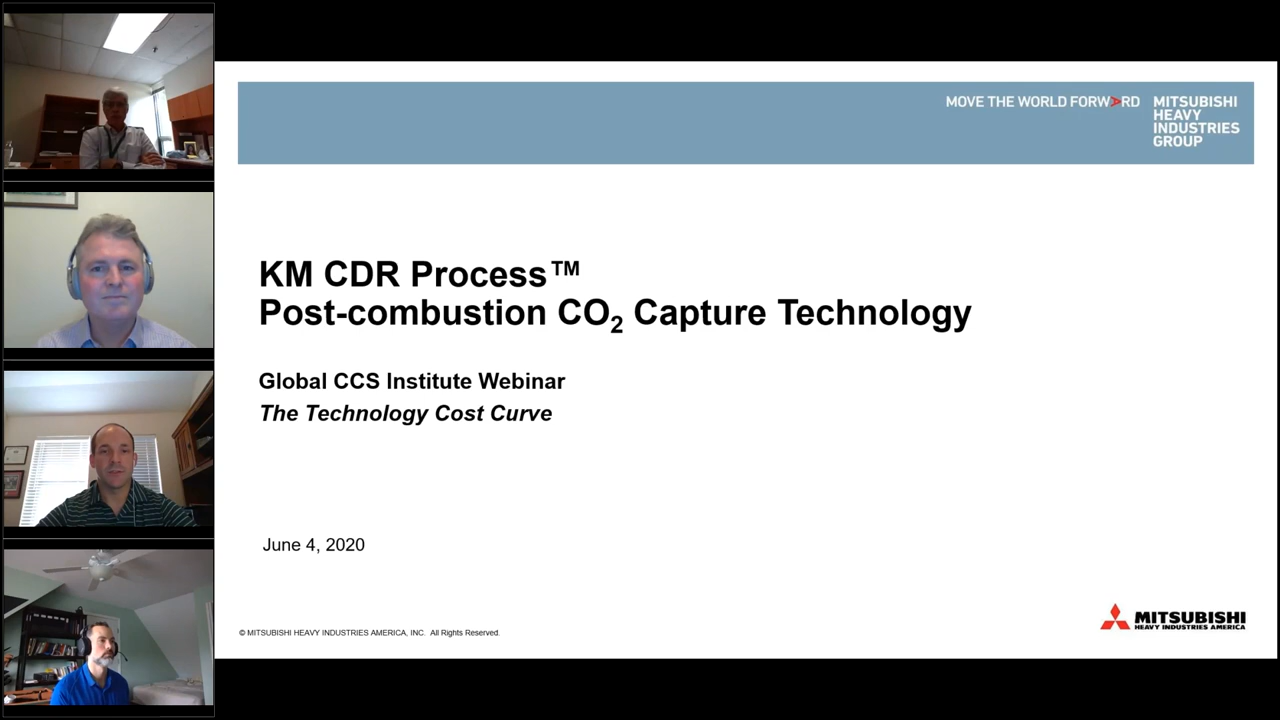 MOVE THE WORLD FORWARD
MITSUBISHI
HEAVY
INDUSTRIES
GROUP
KM CDR Process™
Post-combustion CO₂ Capture Technology
Global CCS Institute Webinar
The Technology Cost Curve
June 4, 2020
© MITSUBISHI HEAVY INDUSTRIES AMERICA, INC. All Rights Reserved.
MITSUBISHI
HEAVY INDUSTRIES AMERICA